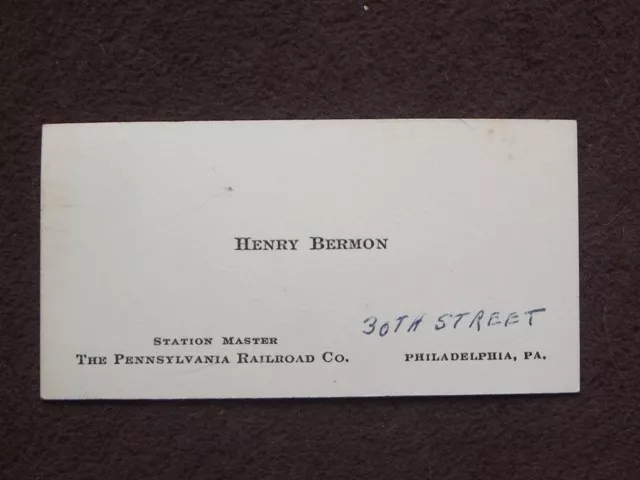 Henry Bermon
30TH STREET
Station Master
The Pennsylvania Railroad Co.
Philadelphia, Pa.